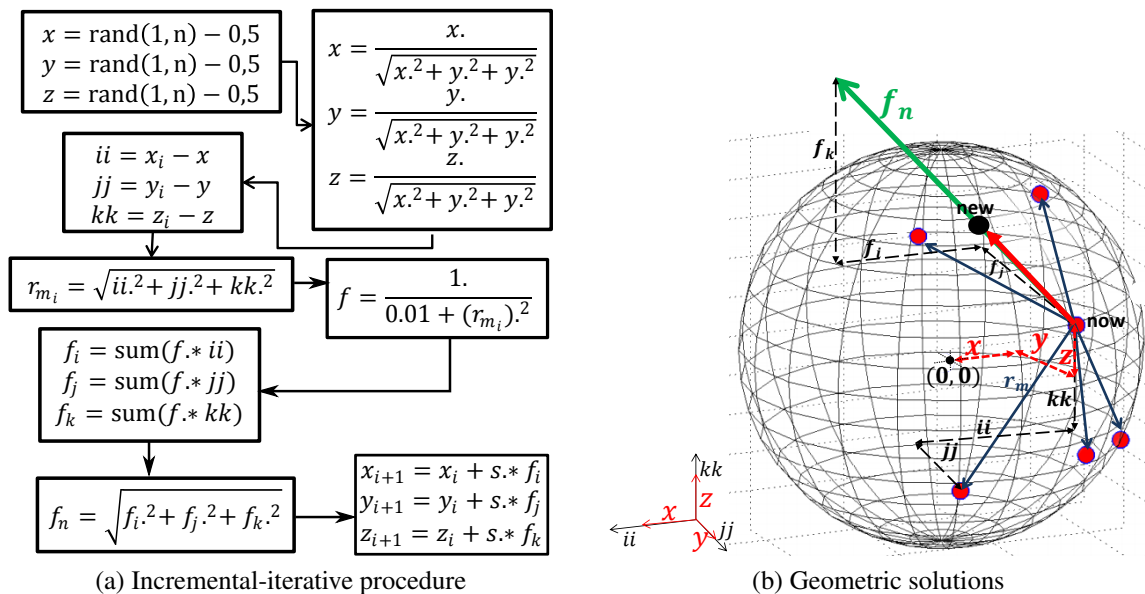 x = rand(1, n) − 0,5
y = rand(1, n) − 0,5
z = rand(1, n) − 0,5
x = x. / √(x.² + y.² + y.²)
y = y. / √(x.² + y.² + y.²)
z = z. / √(x.² + y.² + y.²)
ii = xᵢ − x
jj = yᵢ − y
kk = zᵢ − z
r_{m_i} = √(ii.² + jj.² + kk.²)
f = 1. / (0.01 + (r_{m_i}).²)
f_i = sum(f.∗ ii)
f_j = sum(f.∗ jj)
f_k = sum(f.∗ kk)
f_n = √(f_i.² + f_j.² + f_k.²)
x_{i+1} = x_i + s.∗ f_i
y_{i+1} = y_i + s.∗ f_j
z_{i+1} = z_i + s.∗ f_k
(a) Incremental-iterative procedure
f_n
f_k
new
f_i
f_j
now
x
y
z
(0, 0)
r_m
kk
ii
jj
kk
z
x
y
ii
jj
(b) Geometric solutions